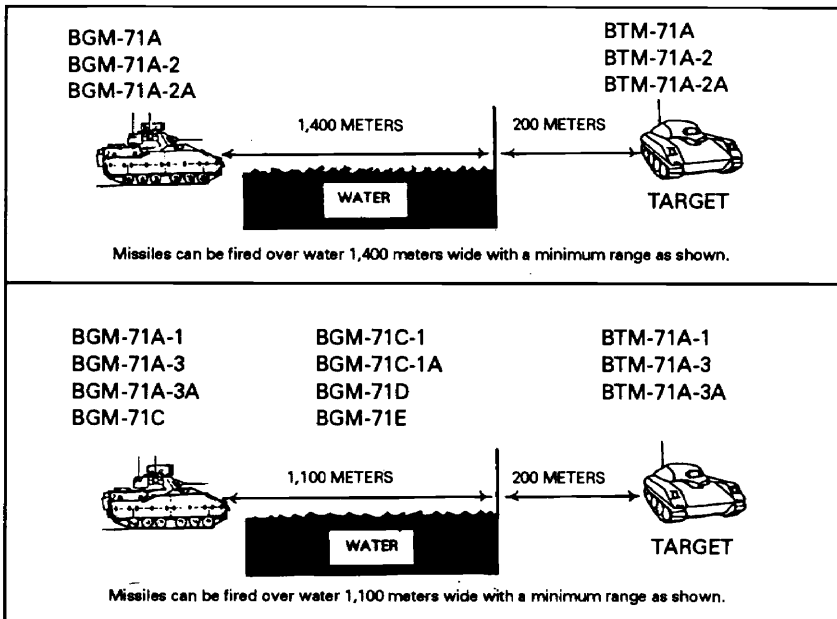 BGM-71A
BGM-71A-2
BGM-71A-2A
BTM-71A
BTM-71A-2
BTM-71A-2A
1,400 METERS
200 METERS
WATER
TARGET
Missiles can be fired over water 1,400 meters wide with a minimum range as shown.
BGM-71A-1
BGM-71A-3
BGM-71A-3A
BGM-71C
BGM-71C-1
BGM-71C-1A
BGM-71D
BGM-71E
BTM-71A-1
BTM-71A-3
BTM-71A-3A
1,100 METERS
200 METERS
WATER
TARGET
Missiles can be fired over water 1,100 meters wide with a minimum range as shown.